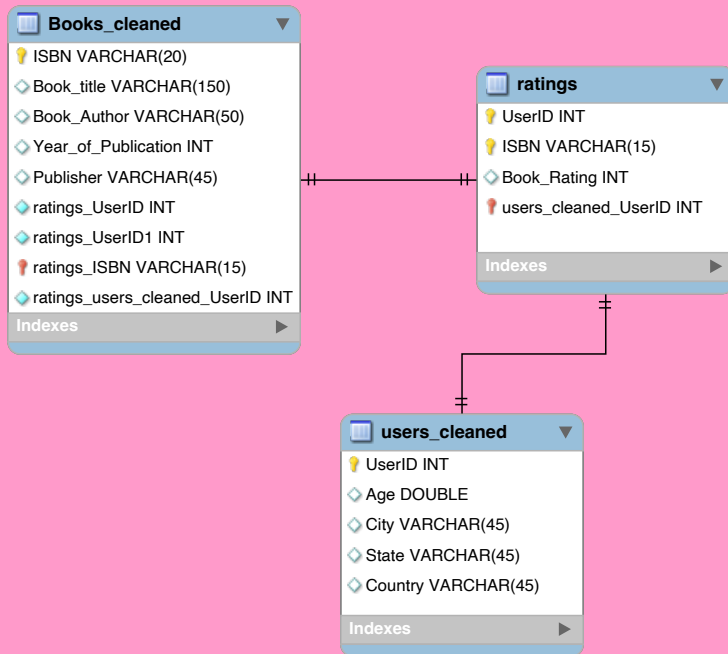 Books_cleaned
ISBN VARCHAR(20)
Book_title VARCHAR(150)
Book_Author VARCHAR(50)
Year_of_Publication INT
Publisher VARCHAR(45)
ratings_UserID INT
ratings_UserID1 INT
ratings_ISBN VARCHAR(15)
ratings_users_cleaned_UserID INT
Indexes
ratings
UserID INT
ISBN VARCHAR(15)
Book_Rating INT
users_cleaned_UserID INT
Indexes
users_cleaned
UserID INT
Age DOUBLE
City VARCHAR(45)
State VARCHAR(45)
Country VARCHAR(45)
Indexes